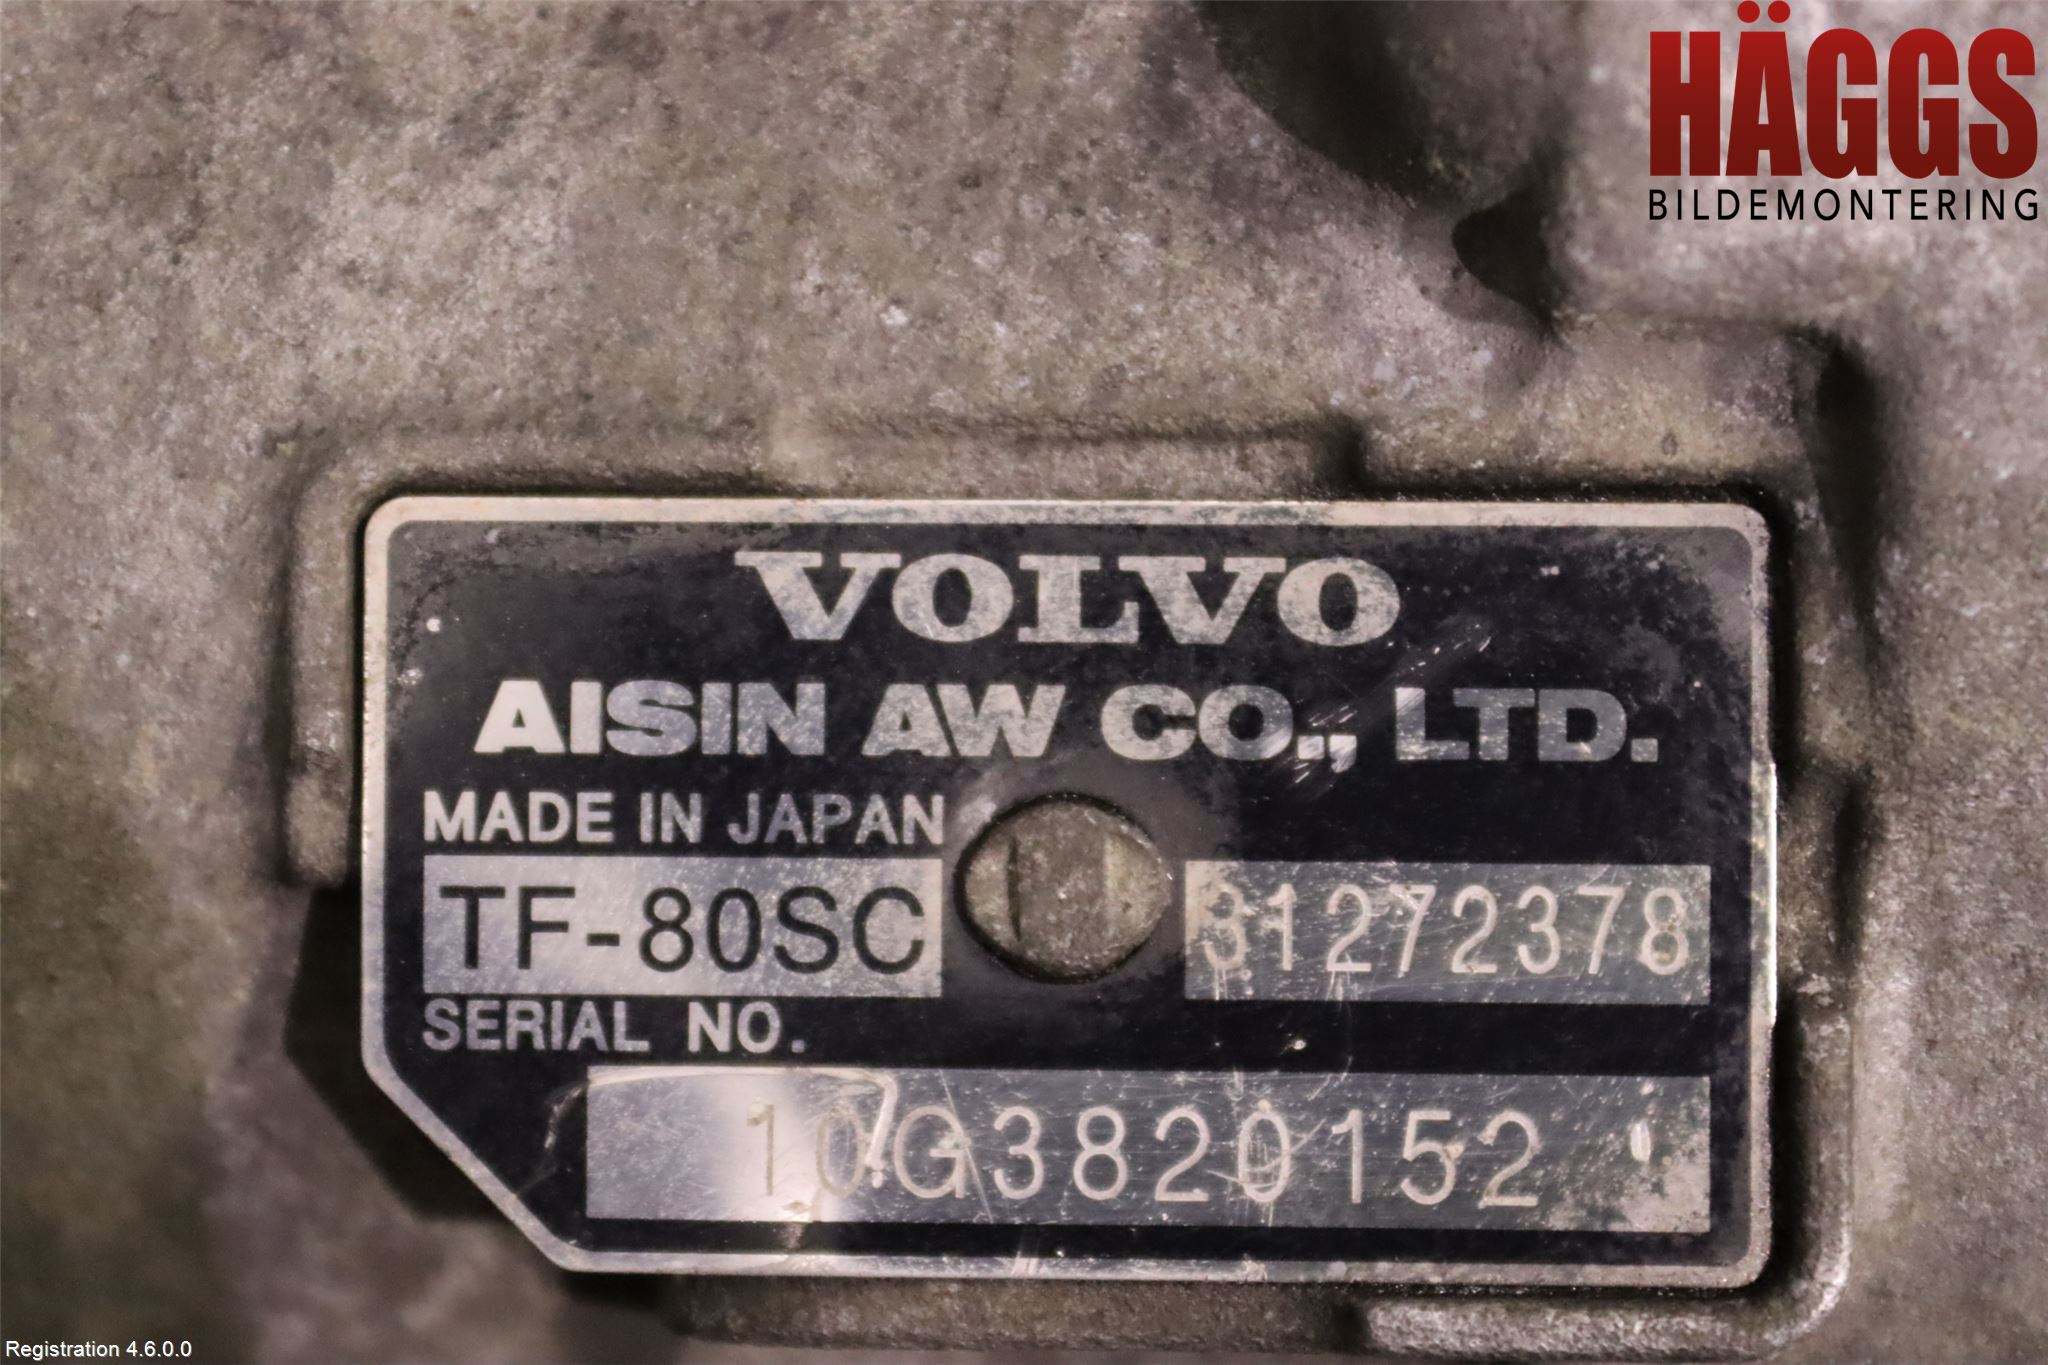 HÄGGS
BILDEMONTERING
VOLVO
AISIN AW CO., LTD.
MADE IN JAPAN
TF-80SC 31272378
SERIAL NO.
10G3820152
Registration 4.6.0.0